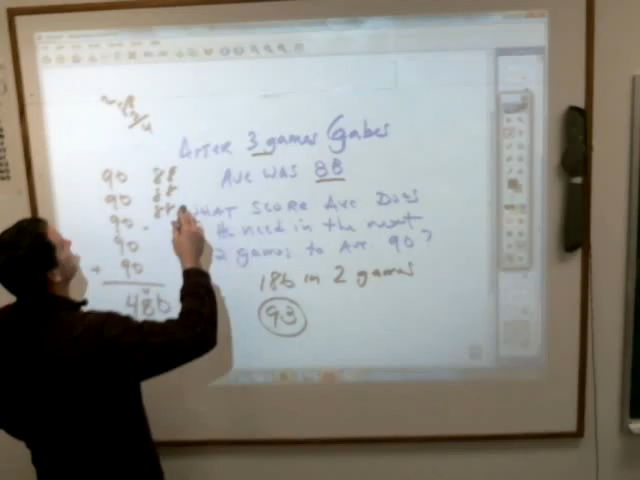 After 3 games Gabes
Ave was 88
What score Ave Does
He need in the next
2 games to Ave 90?
186 in 2 games
93
90 88
90 88
90 88
90
+ 90